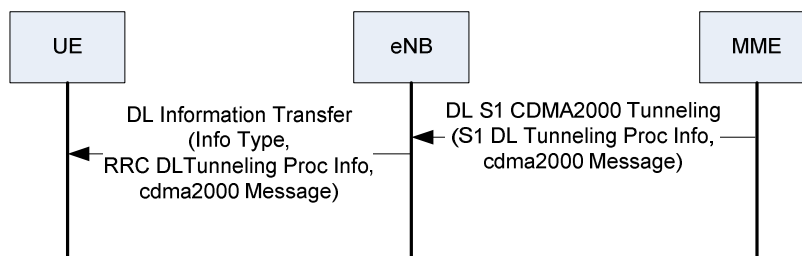 UE
eNB
MME
DL Information Transfer
(Info Type,
RRC DLTunneling Proc Info,
cdma2000 Message)
DL S1 CDMA2000 Tunneling
(S1 DL Tunneling Proc Info,
cdma2000 Message)